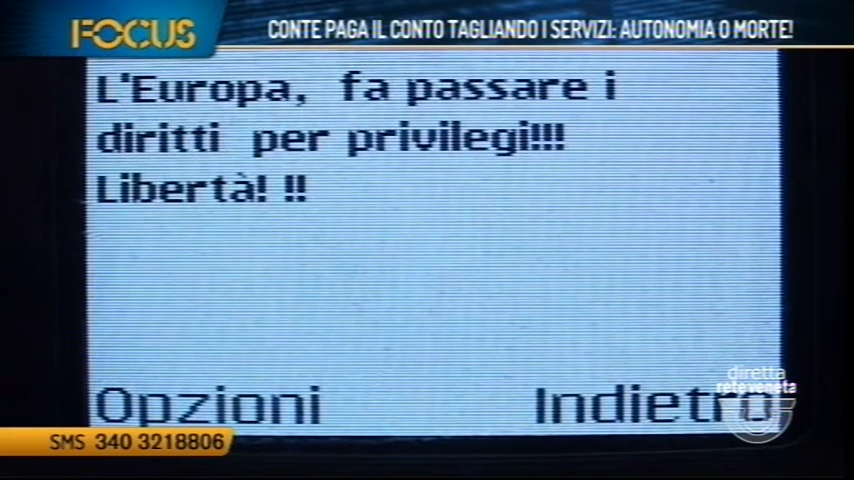 FOCUS
CONTE PAGA IL CONTO TAGLIANDO I SERVIZI: AUTONOMIA O MORTE!
L'Europa, fa passare i
diritti per privilegi!!!
Libertà! !!
Opzioni
Indietro
diretta
reteveneta
SMS 340 3218806